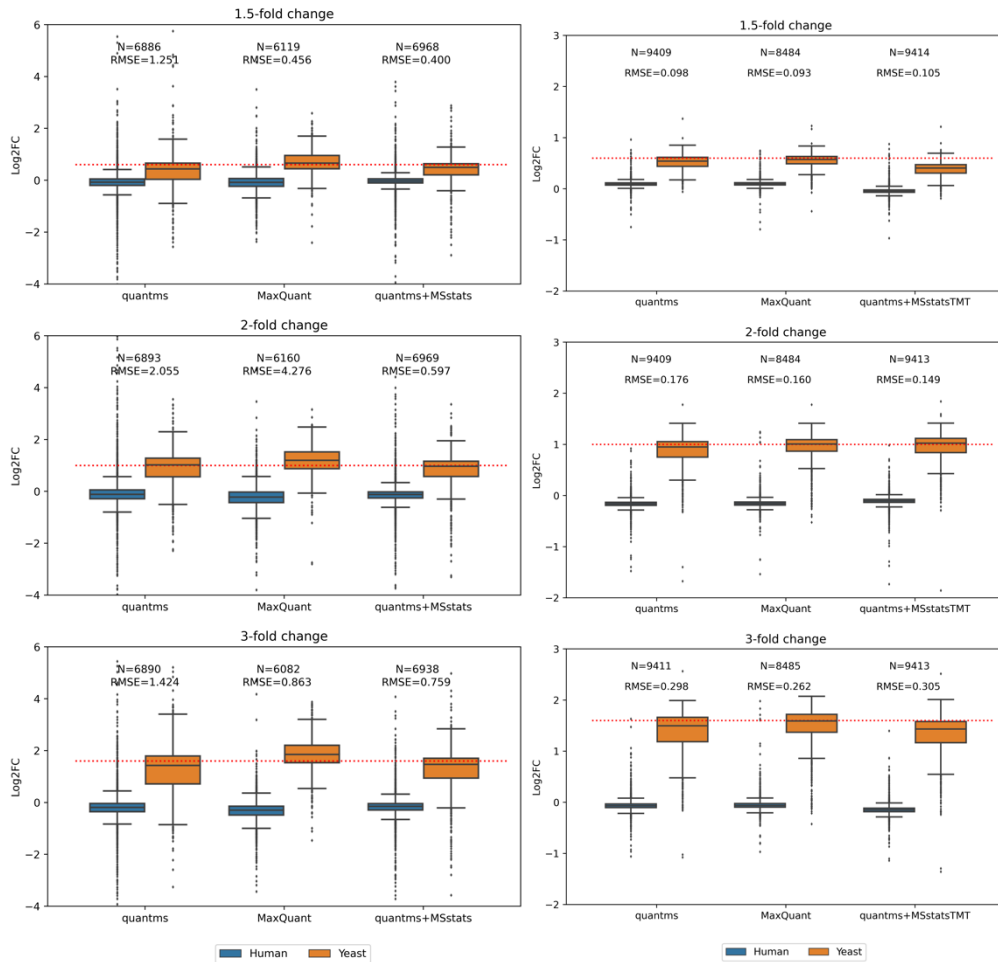 1.5-fold change
6
4
2
0
−2
−4
Log2FC
N=6886
RMSE=1.251
N=6119
RMSE=0.456
N=6968
RMSE=0.400
quantms
MaxQuant
quantms+MSstats
2-fold change
6
4
2
0
−2
−4
Log2FC
N=6893
RMSE=2.055
N=6160
RMSE=4.276
N=6969
RMSE=0.597
quantms
MaxQuant
quantms+MSstats
3-fold change
6
4
2
0
−2
−4
Log2FC
N=6890
RMSE=1.424
N=6082
RMSE=0.863
N=6938
RMSE=0.759
quantms
MaxQuant
quantms+MSstats
Human
Yeast
1.5-fold change
3
2
1
0
−1
−2
Log2FC
N=9409
RMSE=0.098
N=8484
RMSE=0.093
N=9414
RMSE=0.105
quantms
MaxQuant
quantms+MSstatsTMT
2-fold change
3
2
1
0
−1
−2
Log2FC
N=9409
RMSE=0.176
N=8484
RMSE=0.160
N=9413
RMSE=0.149
quantms
MaxQuant
quantms+MSstatsTMT
3-fold change
3
2
1
0
−1
−2
Log2FC
N=9411
RMSE=0.298
N=8485
RMSE=0.262
N=9413
RMSE=0.305
quantms
MaxQuant
quantms+MSstatsTMT
Human
Yeast